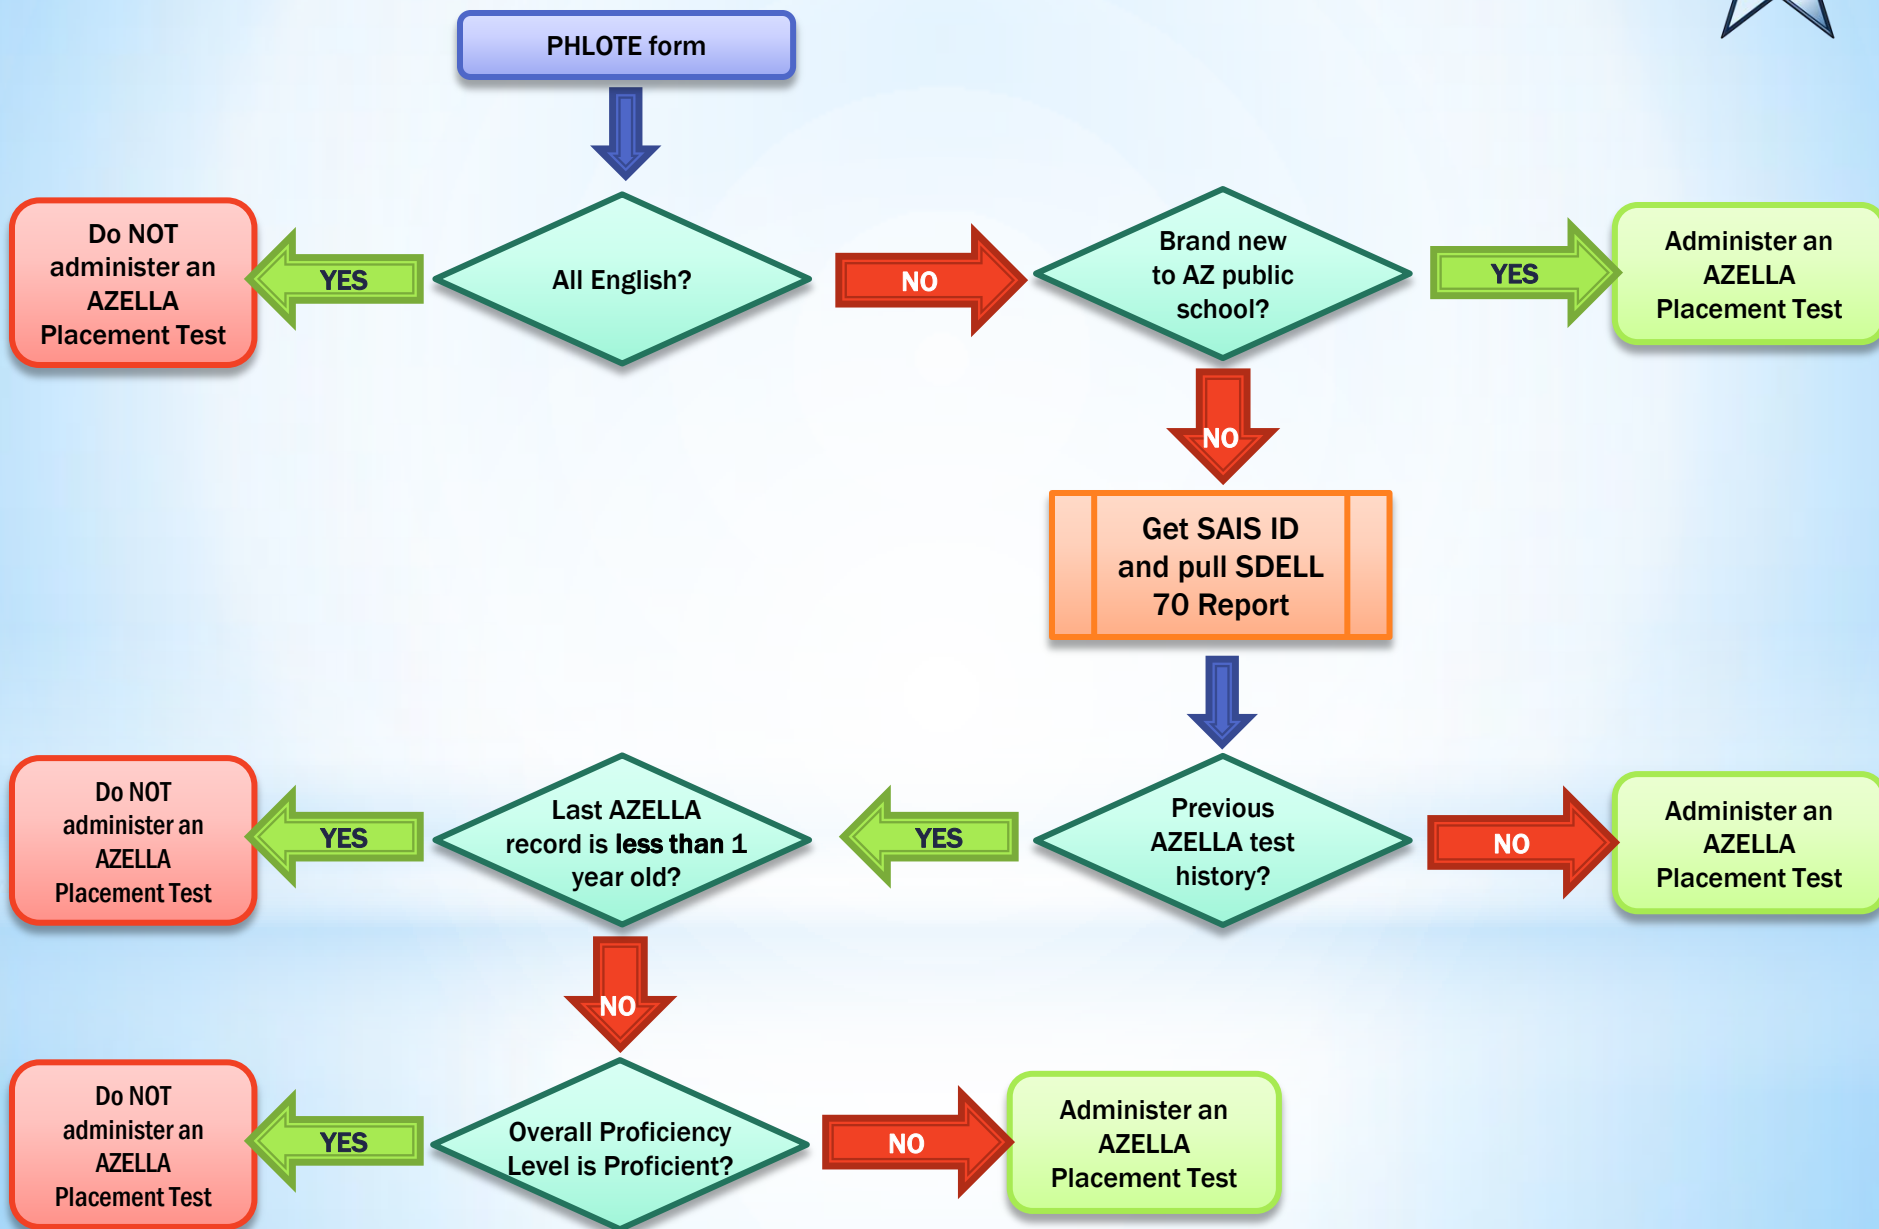 PHLOTE form
Do NOT
administer an
AZELLA
Placement Test
YES
All English?
NO
Brand new
to AZ public
school?
YES
Administer an
AZELLA
Placement Test
NO
Get SAIS ID
and pull SDELL
70 Report
Do NOT
administer an
AZELLA
Placement Test
YES
Last AZELLA
record is less than 1
year old?
YES
Previous
AZELLA test
history?
NO
Administer an
AZELLA
Placement Test
NO
Do NOT
administer an
AZELLA
Placement Test
YES
Overall Proficiency
Level is Proficient?
NO
Administer an
AZELLA
Placement Test